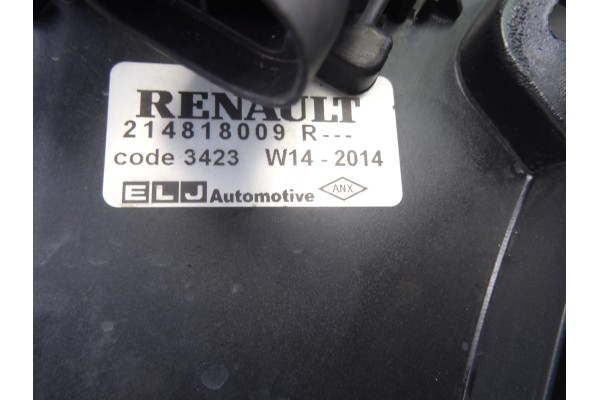 RENAULT
214818009 R---
code 3423 W14 - 2014
ELJ Automotive ANX